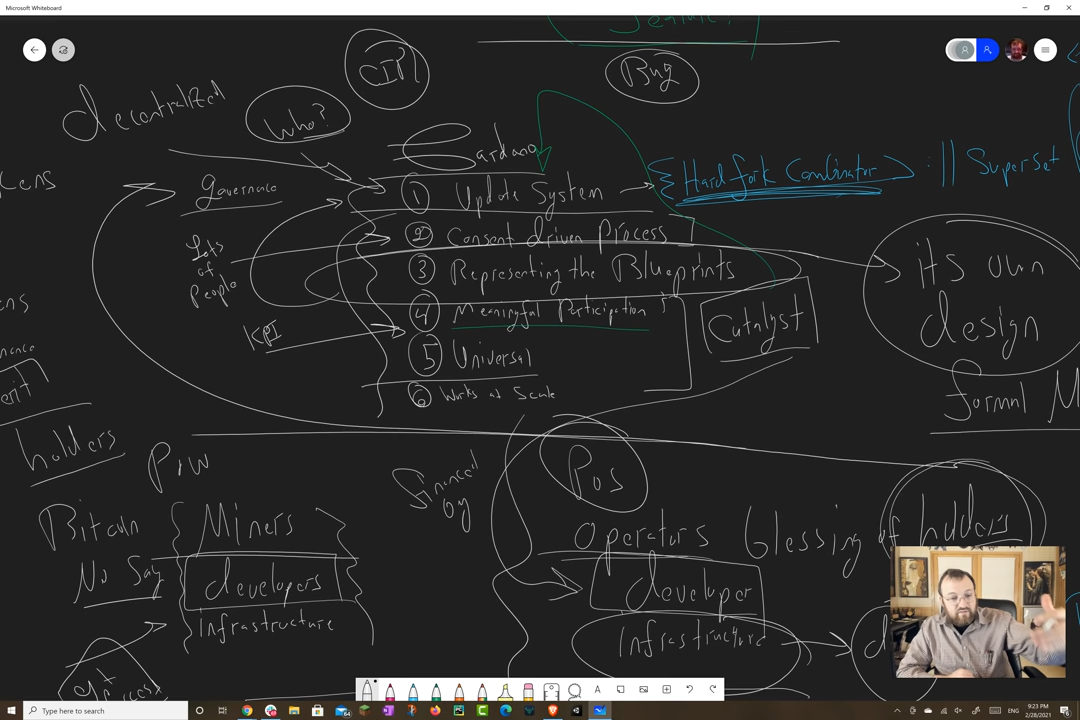 Microsoft Whiteboard
CIP
Bug
decentralized
Who?
Cardano
governance
1 Update System
Hard fork Combinator : || Superset
2 Consent driven Process
Lots
of
People
3 Representing the Blueprints
its own
design
4 Meaningful Participation
Catalyst
KPI
5 Universal
6 Works at Scale
formal M
holders
PoW
Pos
financed
by
Bitcoin
Miners
Operators blessing of holders
No Say
developers
developer
Infrastructure
Infrastructure
Type here to search
64
ENG
9:23 PM
2/28/2021